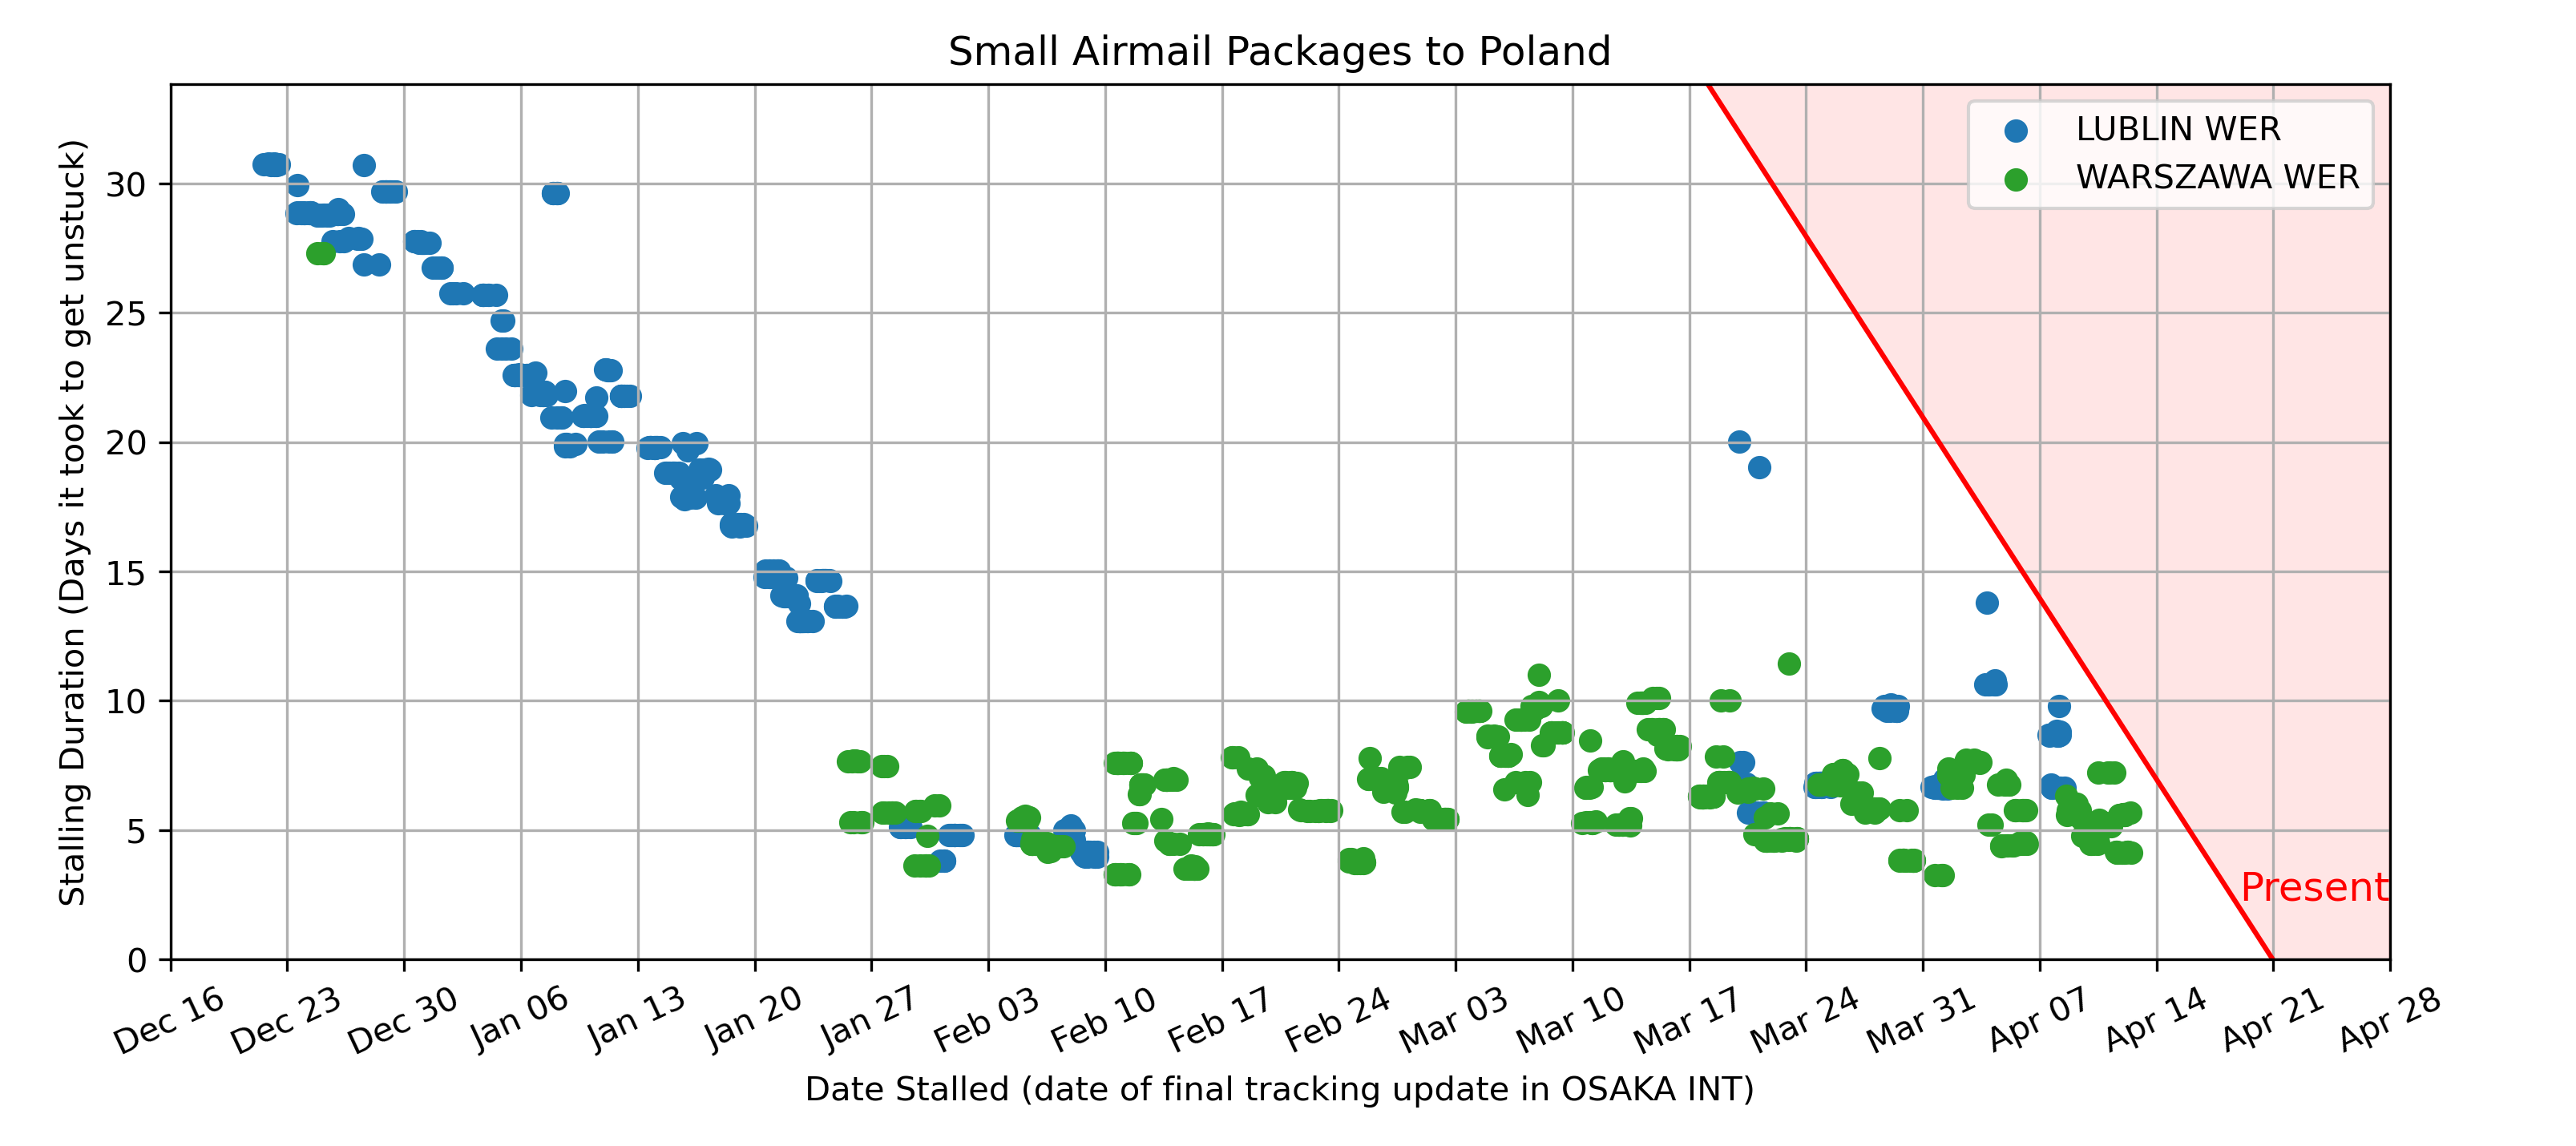 Small Airmail Packages to Poland
LUBLIN WER
WARSZAWA WER
Stalling Duration (Days it took to get unstuck)
30
25
20
15
10
5
0
Present
Dec 16
Dec 23
Dec 30
Jan 06
Jan 13
Jan 20
Jan 27
Feb 03
Feb 10
Feb 17
Feb 24
Mar 03
Mar 10
Mar 17
Mar 24
Mar 31
Apr 07
Apr 14
Apr 21
Apr 28
Date Stalled (date of final tracking update in OSAKA INT)